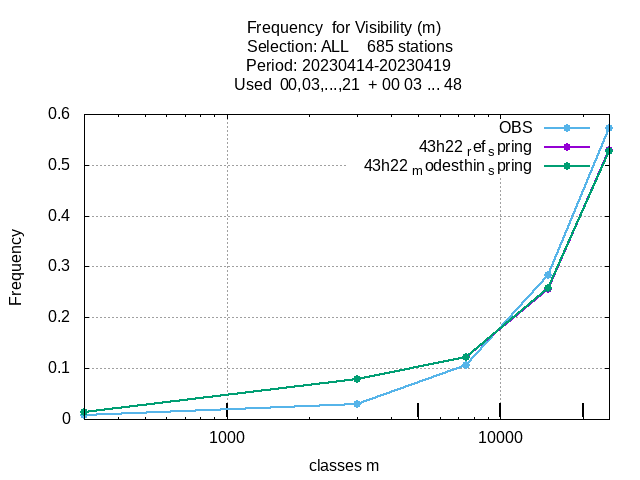 Frequency  for Visibility (m)
Selection: ALL    685 stations
Period: 20230414-20230419
Used  00,03,...,21  + 00 03 ... 48
OBS
43h22 ref spring
43h22 modesthin spring
0.6
0.5
0.4
0.3
0.2
0.1
0
Frequency
1000
10000
classes m